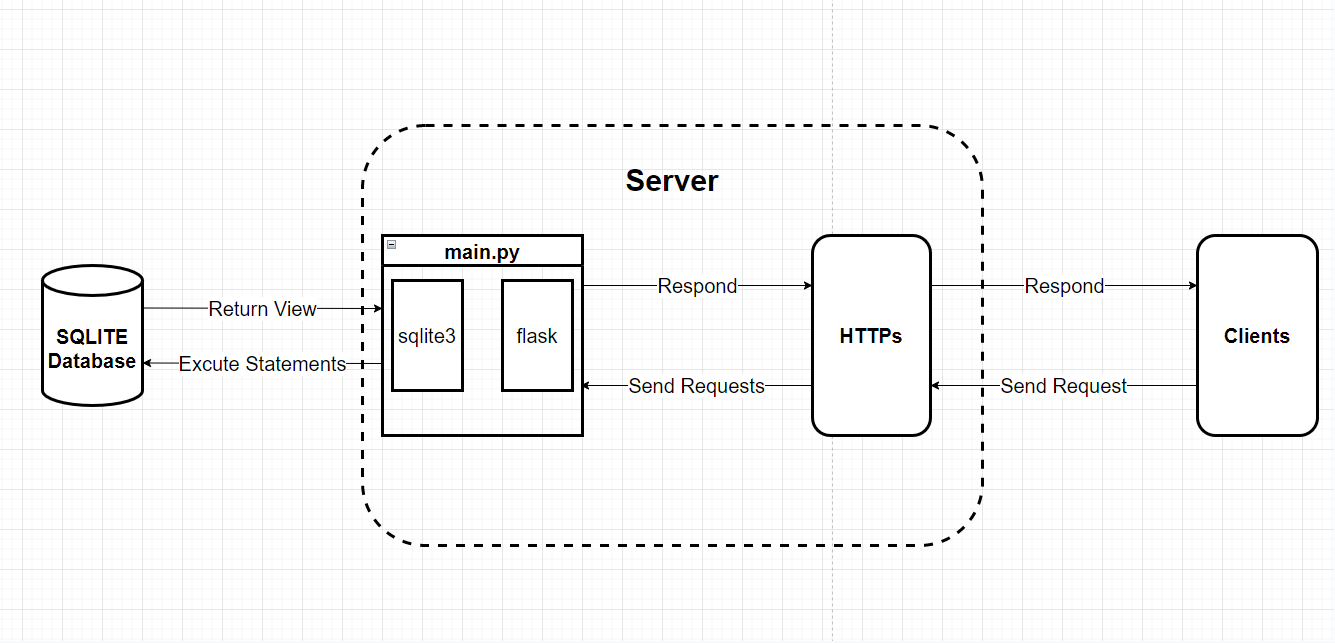 Server
main.py
sqlite3
flask
SQLITE
Database
Return View
Excute Statements
Respond
Send Requests
HTTPs
Respond
Send Request
Clients